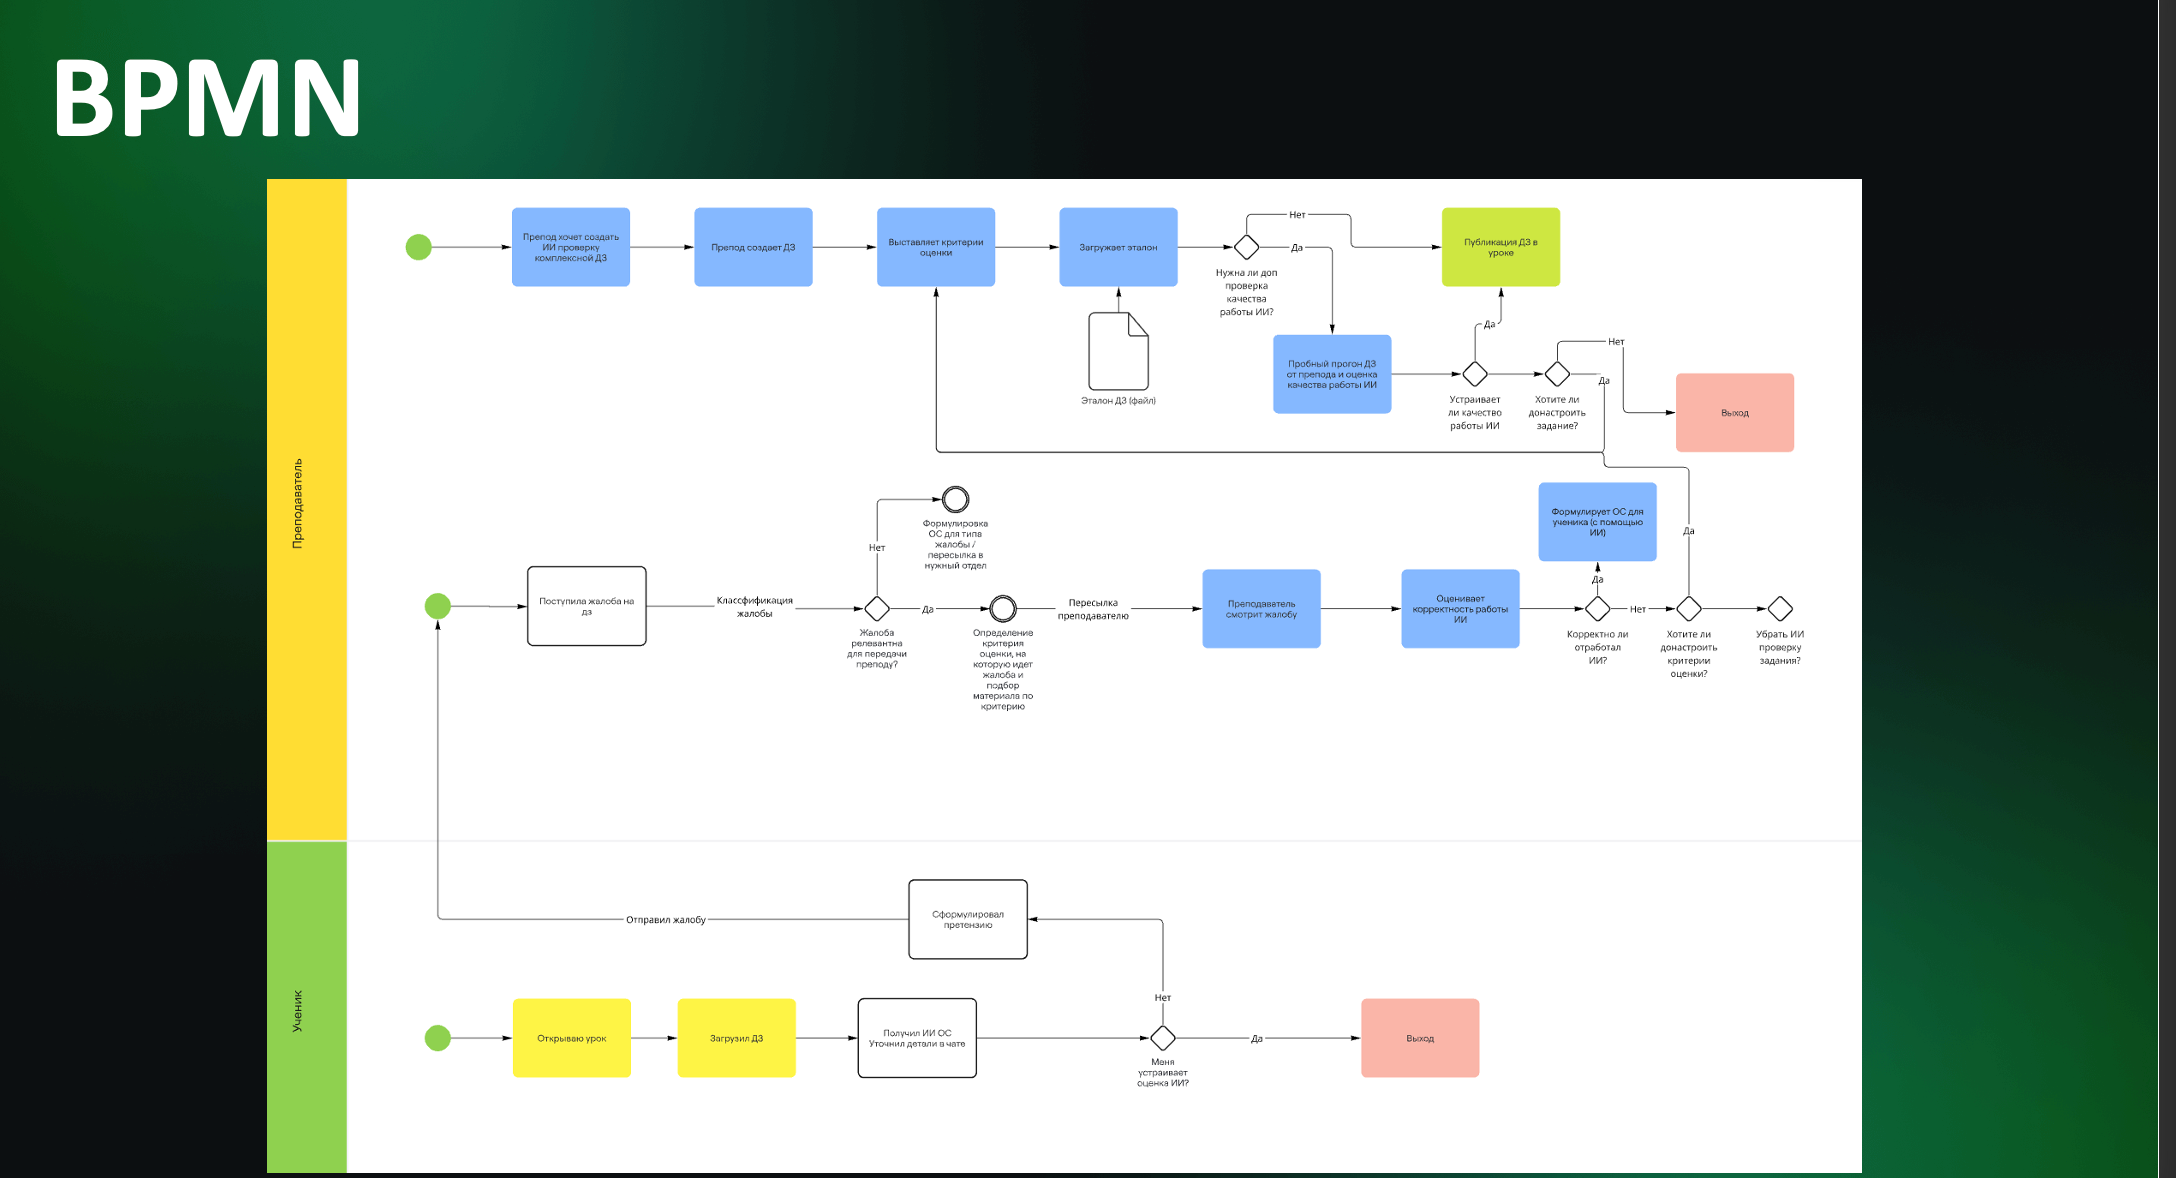 BPMN
Преподаватель
Препод хочет создать
ИИ проверку
комплексной ДЗ
Препод создает ДЗ
Выставляет критерии
оценки
Загружает эталон
Эталон ДЗ (файл)
Нет
Да
Нужна ли доп
проверка
качества
работы ИИ?
Публикация ДЗ в
уроке
Пробный прогон ДЗ
от препода и оценка
качества работы ИИ
Да
Устраивает
ли качество
работы ИИ
Нет
Да
Хотите ли
донастроить
задание?
Выход
Поступила жалоба на
дз
Классфификация
жалобы
Нет
Формулировка
ОС для типа
жалобы /
пересылка в
нужный отдел
Да
Жалоба
релевантна
для передачи
преподу?
Определение
критерия
оценки, на
которую идет
жалоба и
подбор
материала по
критерию
Пересылка
преподавателю
Преподаватель
смотрит жалобу
Оценивает
корректность работы
ИИ
Формулирует ОС для
ученика (с помощью
ИИ)
Да
Нет
Корректно ли
отработал
ИИ?
Да
Хотите ли
донастроить
критерии
оценки?
Убрать ИИ
проверку
задания?
Ученик
Отправил жалобу
Сформулировал
претензию
Открываю урок
Загрузил ДЗ
Получил ИИ ОС
Уточнил детали в чате
Нет
Да
Меня
устраивает
оценка ИИ?
Выход